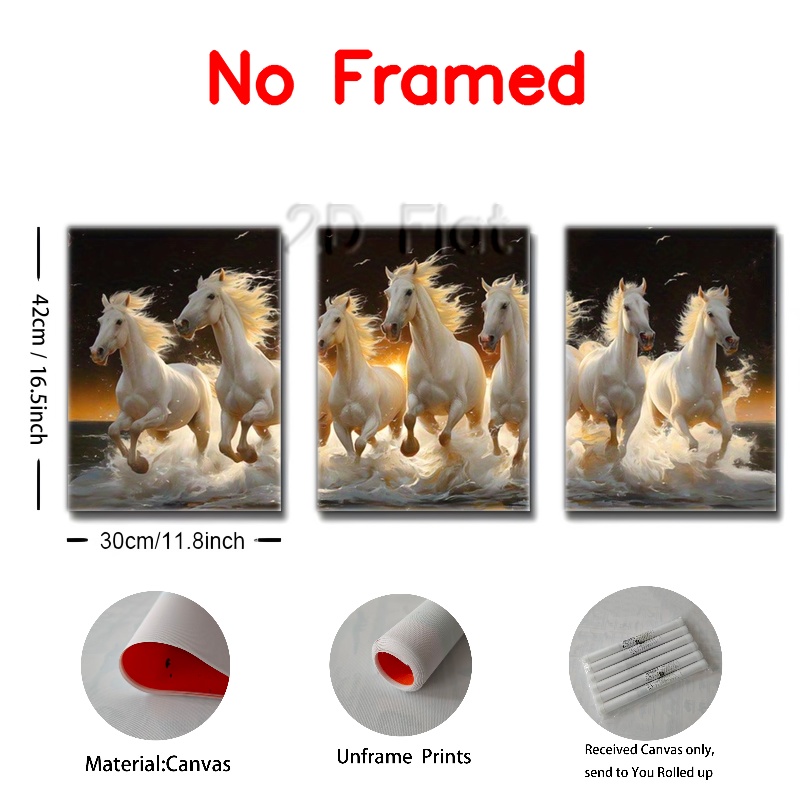 No Framed
2D Flat
42cm / 16.5inch
30cm/11.8inch
Material:Canvas
Unframe Prints
Received Canvas only,
send to You Rolled up